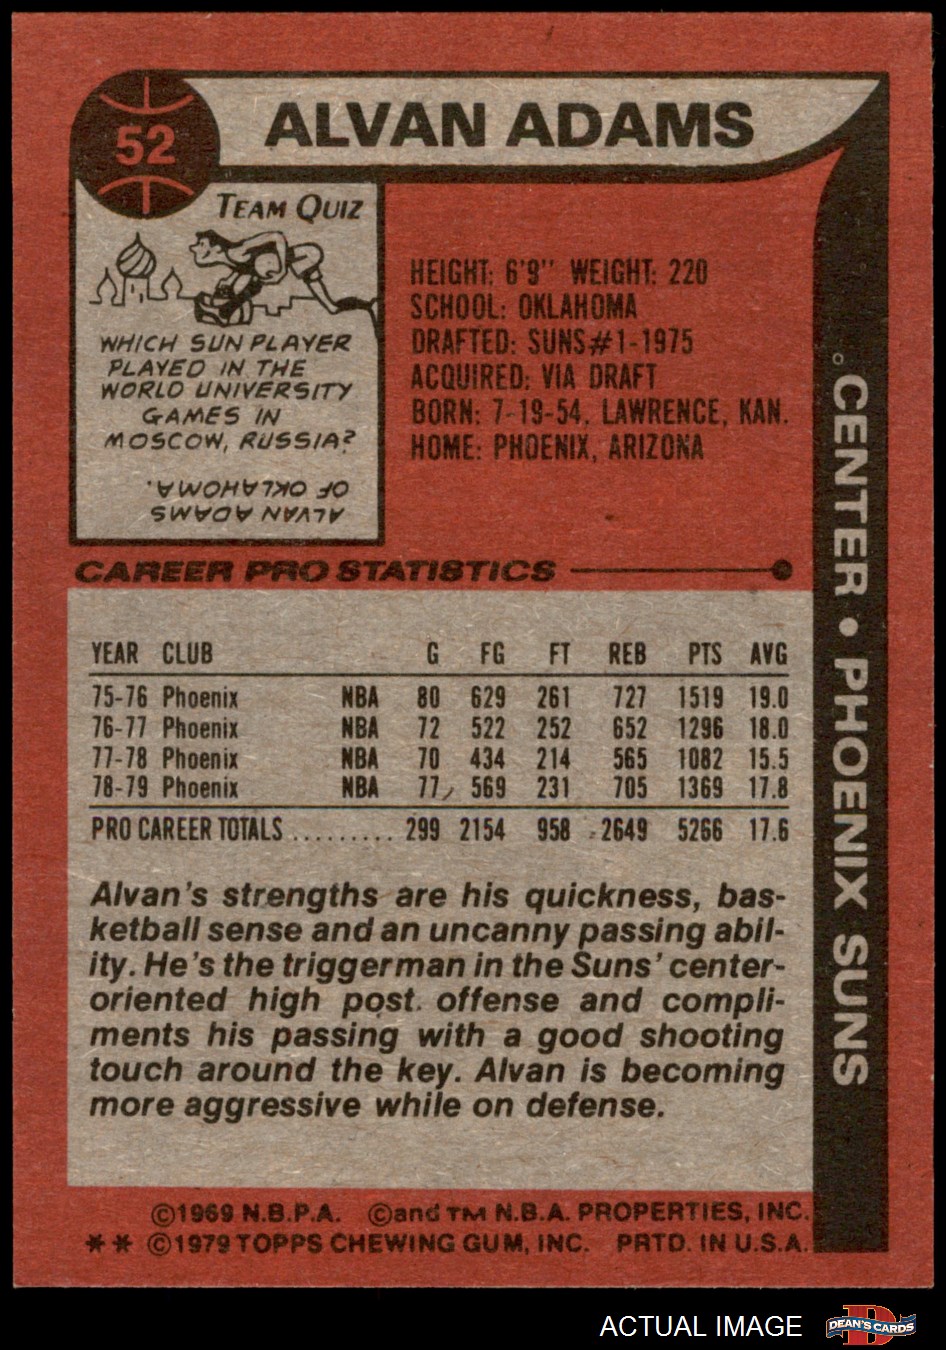 52
ALVAN ADAMS
TEAM QUIZ
WHICH SUN PLAYER
PLAYED IN THE
WORLD UNIVERSITY
GAMES IN
MOSCOW, RUSSIA?
ALVAN ADAMS
OF OKLAHOMA.
HEIGHT: 6'9" WEIGHT: 220
SCHOOL: OKLAHOMA
DRAFTED: SUNS#1-1975
ACQUIRED: VIA DRAFT
BORN: 7-19-54, LAWRENCE, KAN.
HOME: PHOENIX, ARIZONA
CENTER • PHOENIX SUNS
CAREER PRO STATISTICS
YEAR CLUB G FG FT REB PTS AVG
75-76 Phoenix NBA 80 629 261 727 1519 19.0
76-77 Phoenix NBA 72 522 252 652 1296 18.0
77-78 Phoenix NBA 70 434 214 565 1082 15.5
78-79 Phoenix NBA 77 569 231 705 1369 17.8
PRO CAREER TOTALS ......... 299 2154 958 2649 5266 17.6
Alvan's strengths are his quickness, bas-
ketball sense and an uncanny passing abil-
ity. He's the triggerman in the Suns' center-
oriented high post offense and compli-
ments his passing with a good shooting
touch around the key. Alvan is becoming
more aggressive while on defense.
©1969 N.B.P.A. ©and TM N.B.A. PROPERTIES, INC.
** ©1979 TOPPS CHEWING GUM, INC. PRTD. IN U.S.A.
ACTUAL IMAGE
D
DEAN'S CARDS